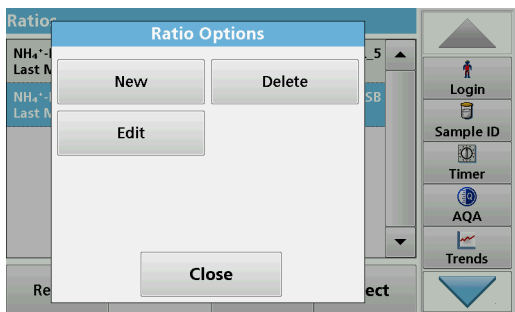 Ratios
Ratio Options
NH₄⁺-
_5
Last
NH₄⁺-
SB
Last
New
Delete
Edit
Close
Re
ect
Login
Sample ID
Timer
AQA
Trends